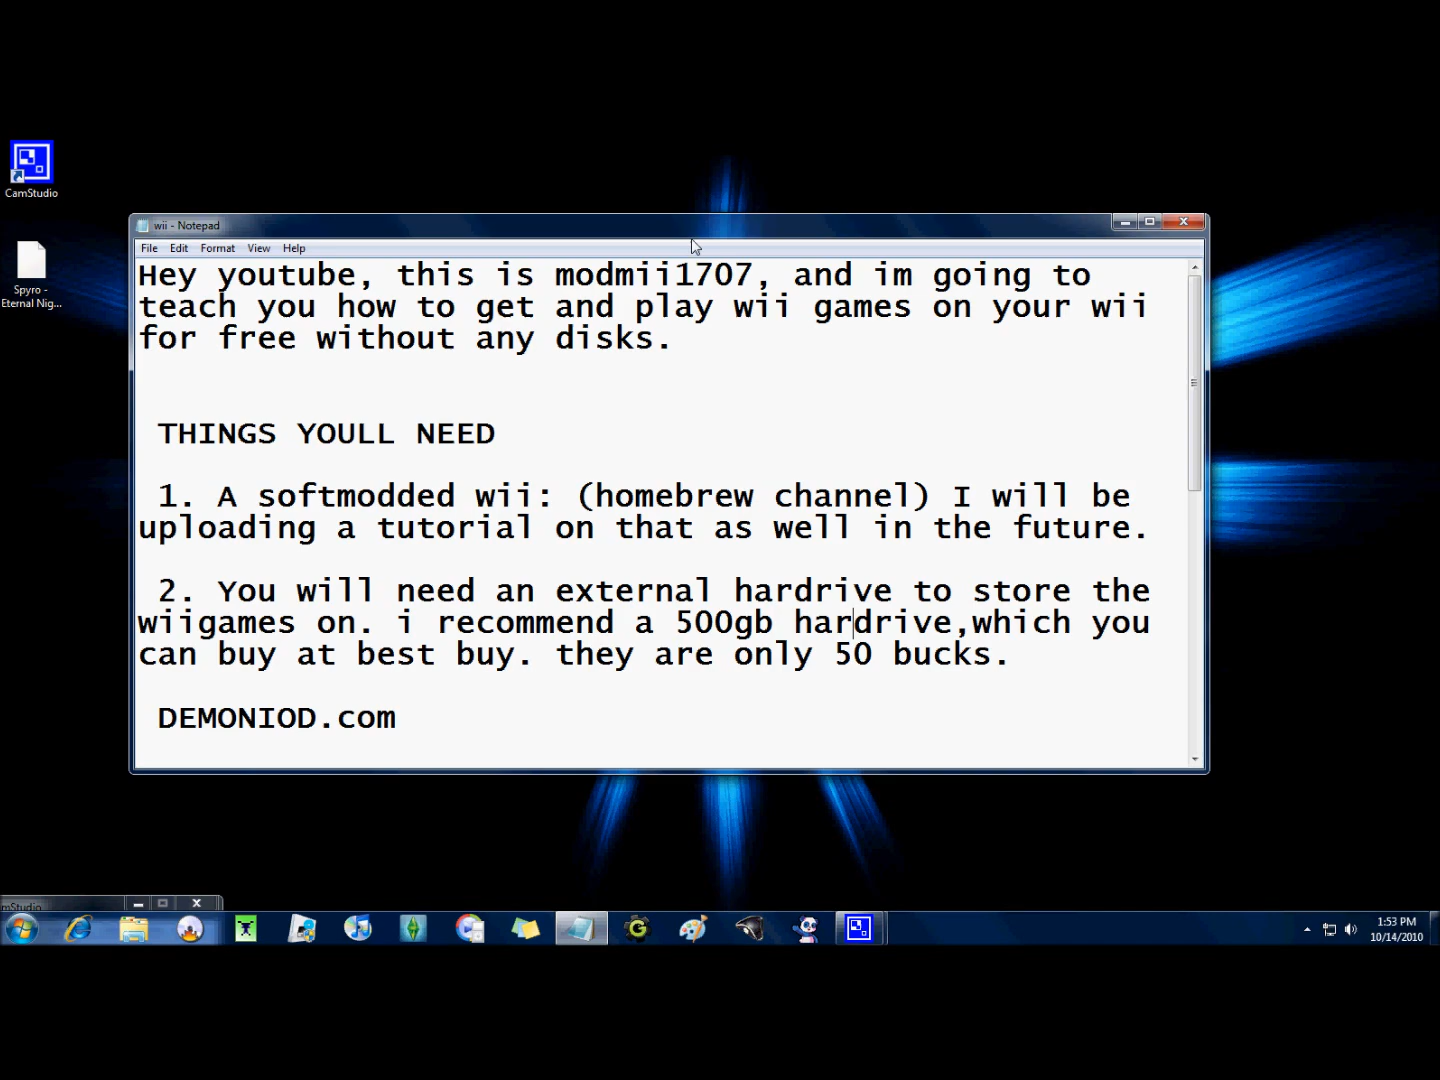 CamStudio
Spyro -
Eternal Nig...
wii - Notepad
File Edit Format View Help
Hey youtube, this is modmii1707, and im going to
teach you how to get and play wii games on your wii
for free without any disks.
THINGS YOULL NEED
1. A softmodded wii: (homebrew channel) I will be
uploading a tutorial on that as well in the future.
2. You will need an external hardrive to store the
wiigames on. i recommend a 500gb hardrive,which you
can buy at best buy. they are only 50 bucks.
DEMONIOD.com
mStudio
1:53 PM
10/14/2010